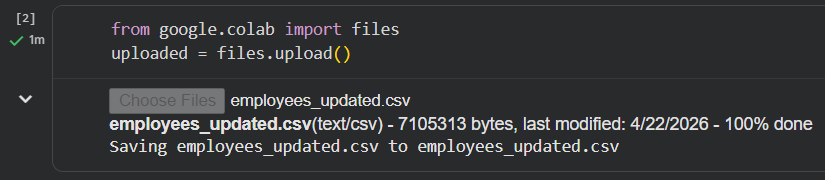 [2]
1m
from google.colab import files
uploaded = files.upload()
Choose Files employees_updated.csv
employees_updated.csv(text/csv) - 7105313 bytes, last modified: 4/22/2026 - 100% done
Saving employees_updated.csv to employees_updated.csv